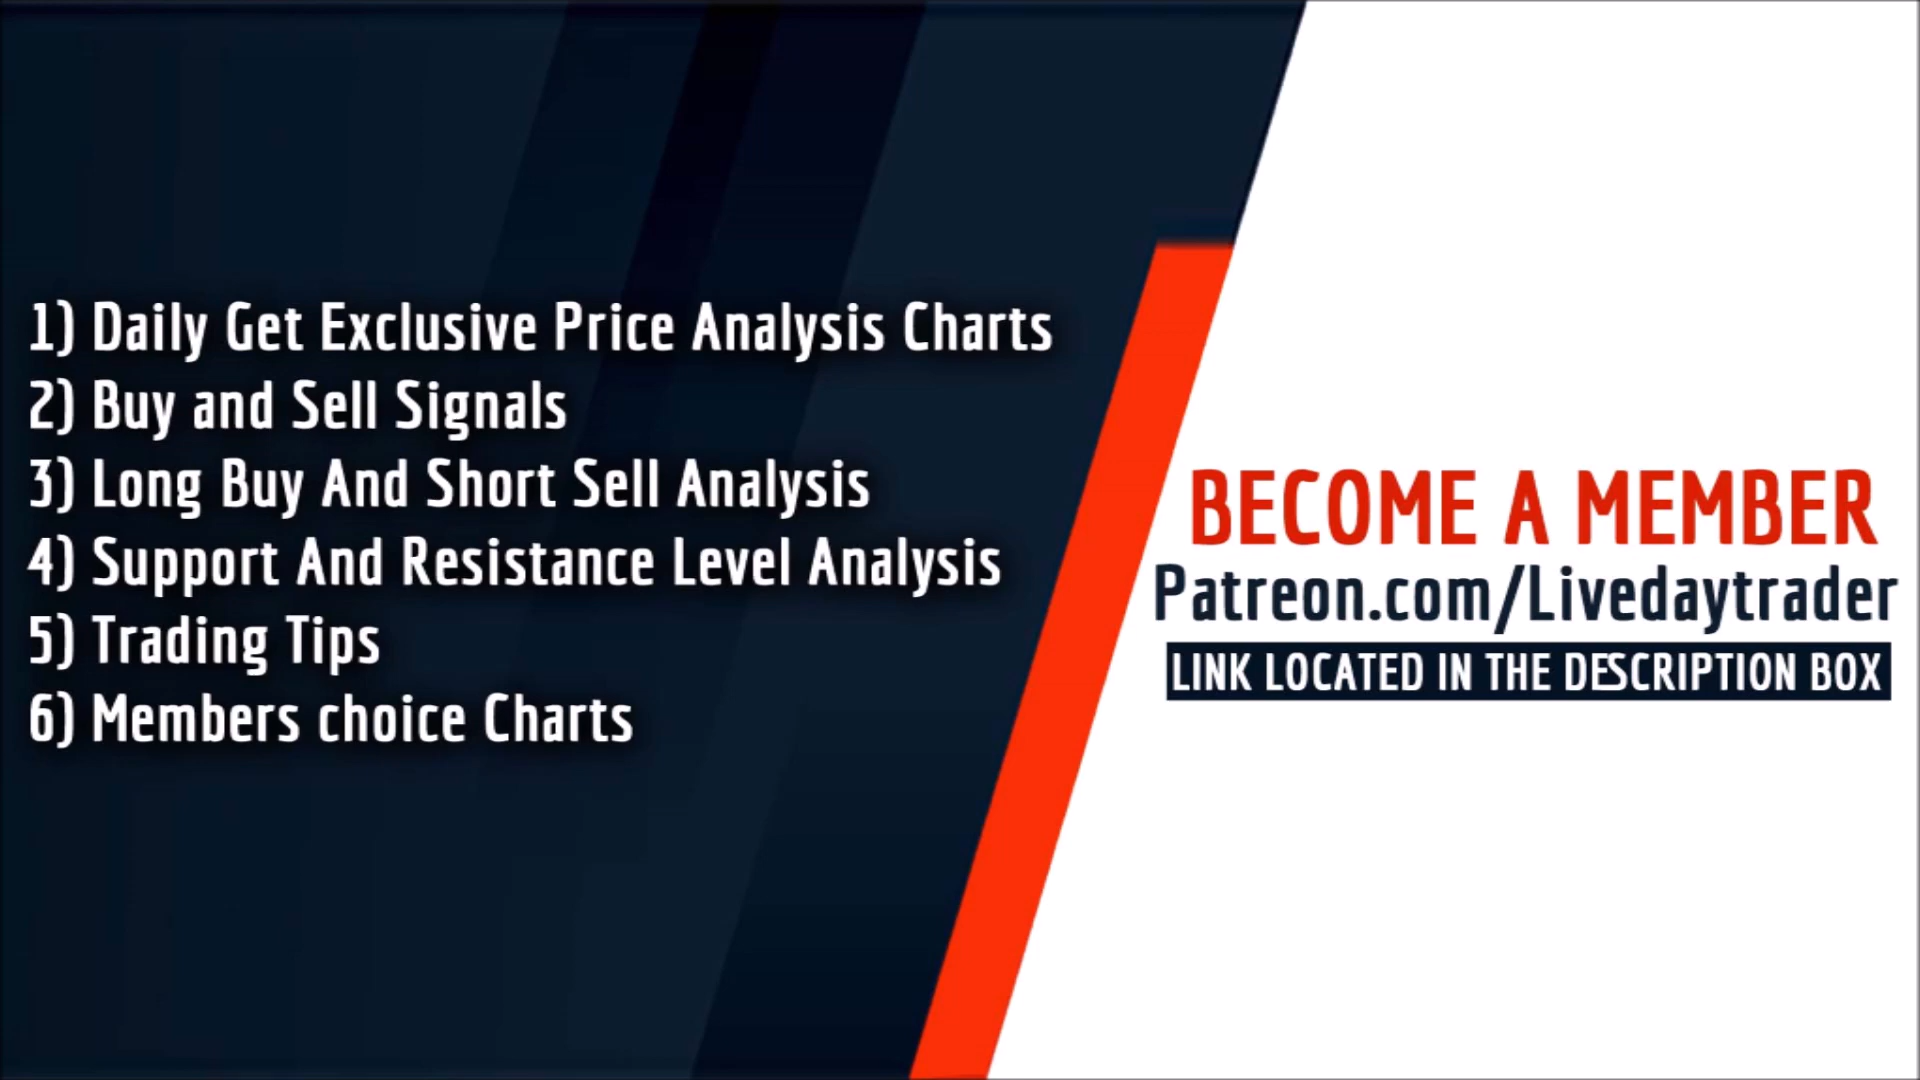 1) Daily Get Exclusive Price Analysis Charts
2) Buy and Sell Signals
3) Long Buy And Short Sell Analysis
4) Support And Resistance Level Analysis
5) Trading Tips
6) Members choice Charts
BECOME A MEMBER
Patreon.com/Livedaytrader
LINK LOCATED IN THE DESCRIPTION BOX